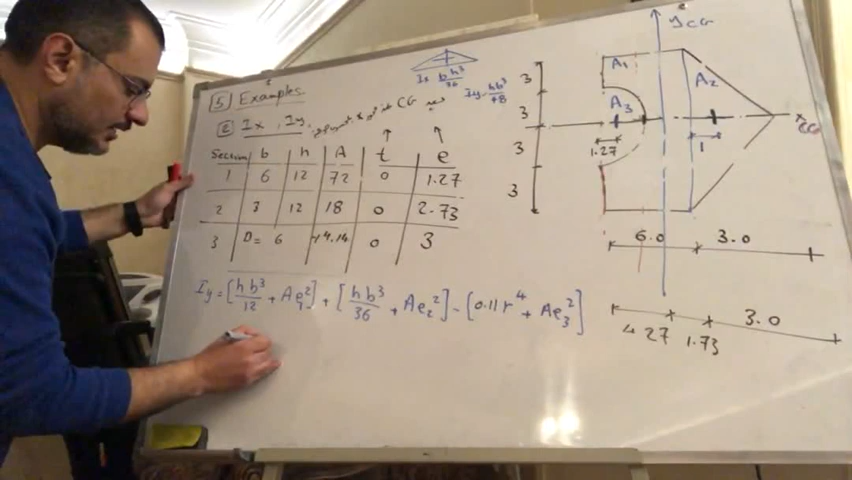 5 Examples
2 Ix, Iy, CG
Section b h A t e
1 6 12 72 0 1.27
2 3 12 18 0 2.73
3 D= 6 -14.14 0 3
Iy = [hb³/12 + Ae₁²] + [hb³/36 + Ae₂²] - [0.11r⁴ + Ae₃²]
Ix bh³/36
Iy = hb³/48
yCG
3
3
3
3
A1
A2
A3
1.27
1
CG
6.0 3.0
4.27 1.73 3.0